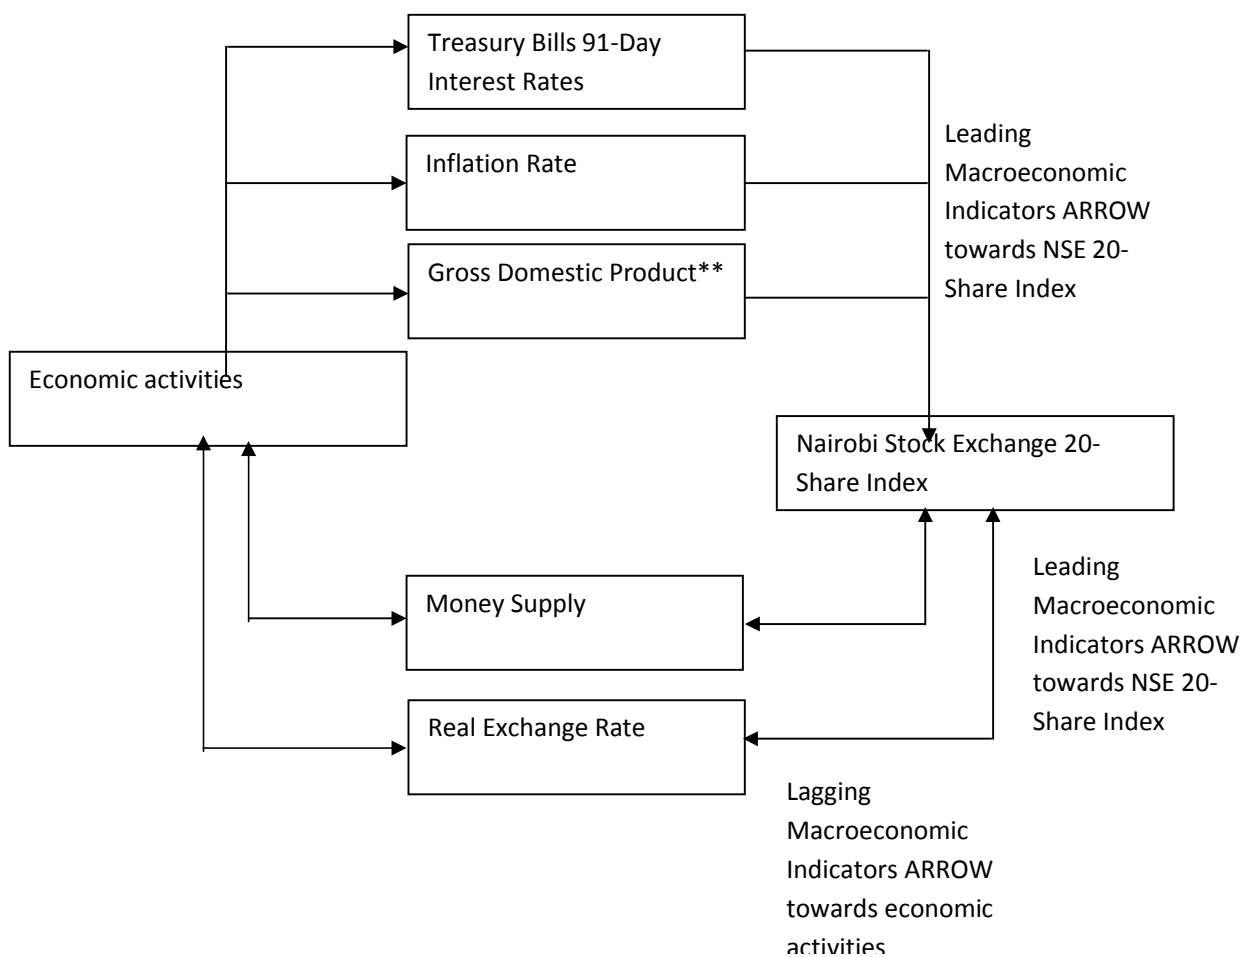 Treasury Bills 91-Day
Interest Rates
Inflation Rate
Gross Domestic Product**
Leading
Macroeconomic
Indicators ARROW
towards NSE 20-
Share Index
Economic activities
Nairobi Stock Exchange 20-
Share Index
Money Supply
Real Exchange Rate
Leading
Macroeconomic
Indicators ARROW
towards NSE 20-
Share Index
Lagging
Macroeconomic
Indicators ARROW
towards economic
activities